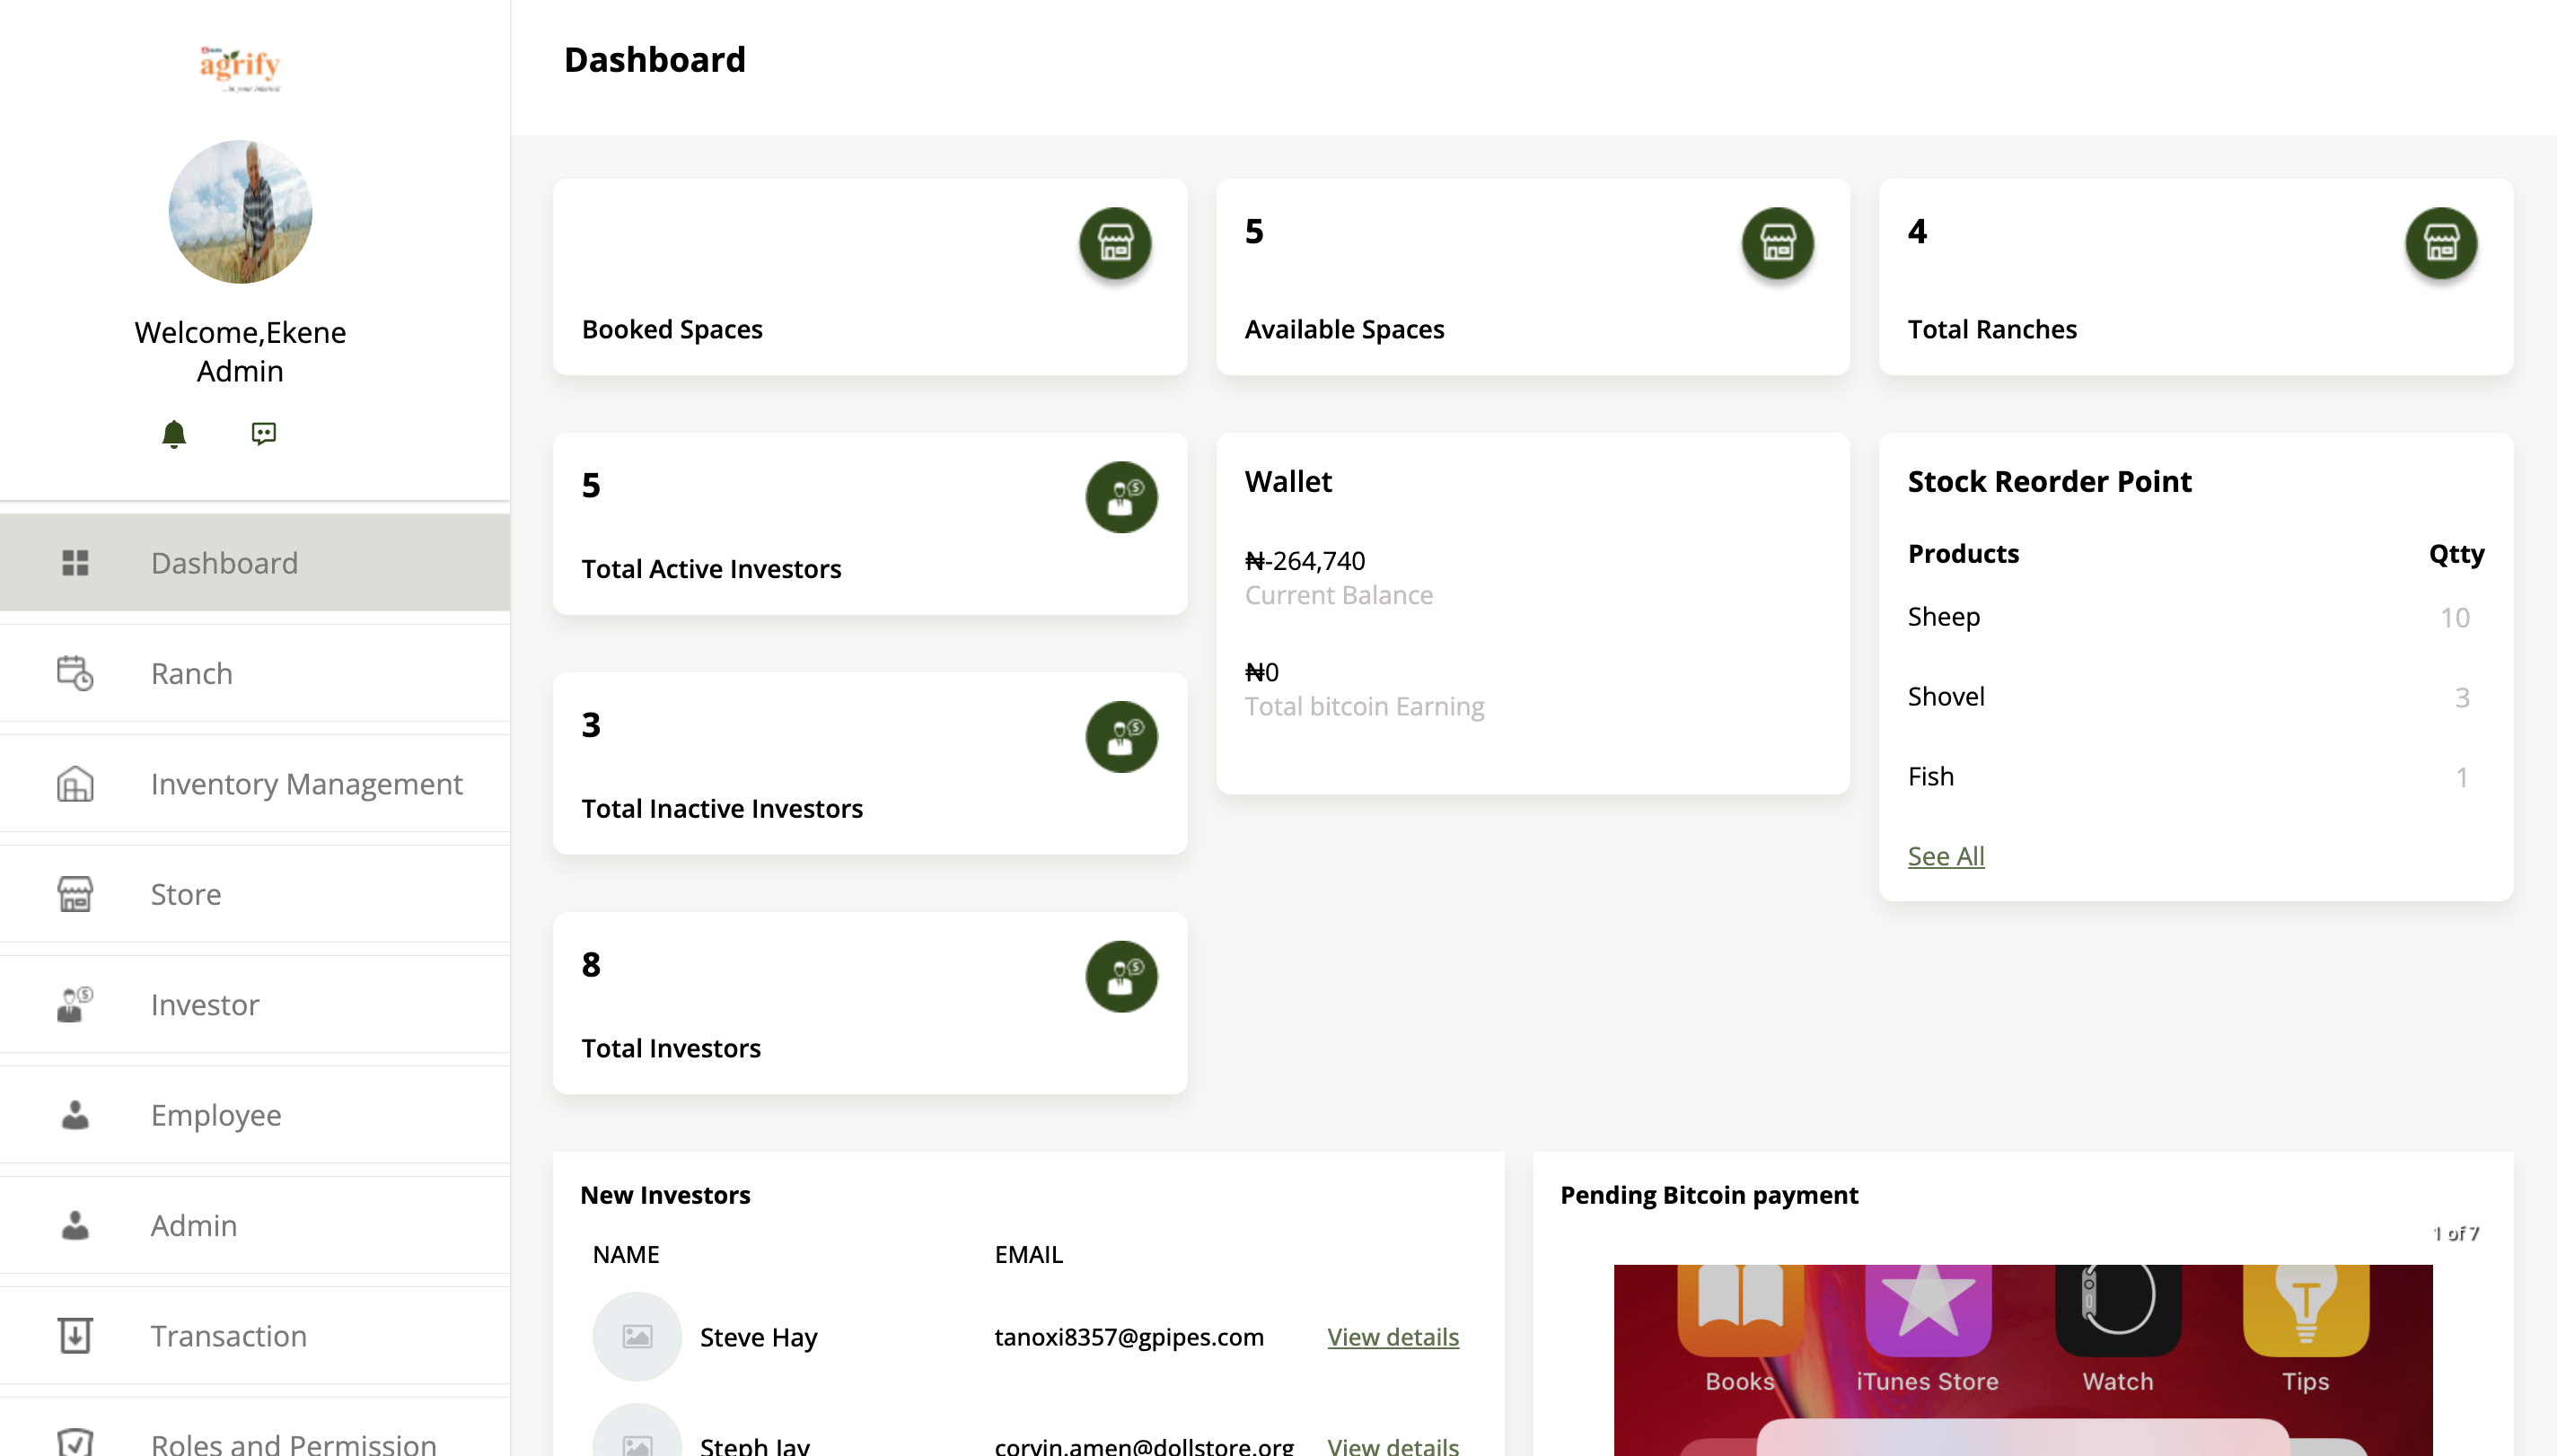 agrify
Welcome,Ekene
Admin
Dashboard
Ranch
Inventory Management
Store
Investor
Employee
Admin
Transaction
Roles and Permission
Dashboard
Booked Spaces
5
Available Spaces
4
Total Ranches
5
Total Active Investors
3
Total Inactive Investors
8
Total Investors
Wallet
₦-264,740
Current Balance
₦0
Total bitcoin Earning
Stock Reorder Point
Products Qtty
Sheep 10
Shovel 3
Fish 1
See All
New Investors
NAME EMAIL
Steve Hay tanoxi8357@gpipes.com View details
Steph Jay corvin.amen@dollstore.org View details
Pending Bitcoin payment
1 of 7
Books iTunes Store Watch Tips